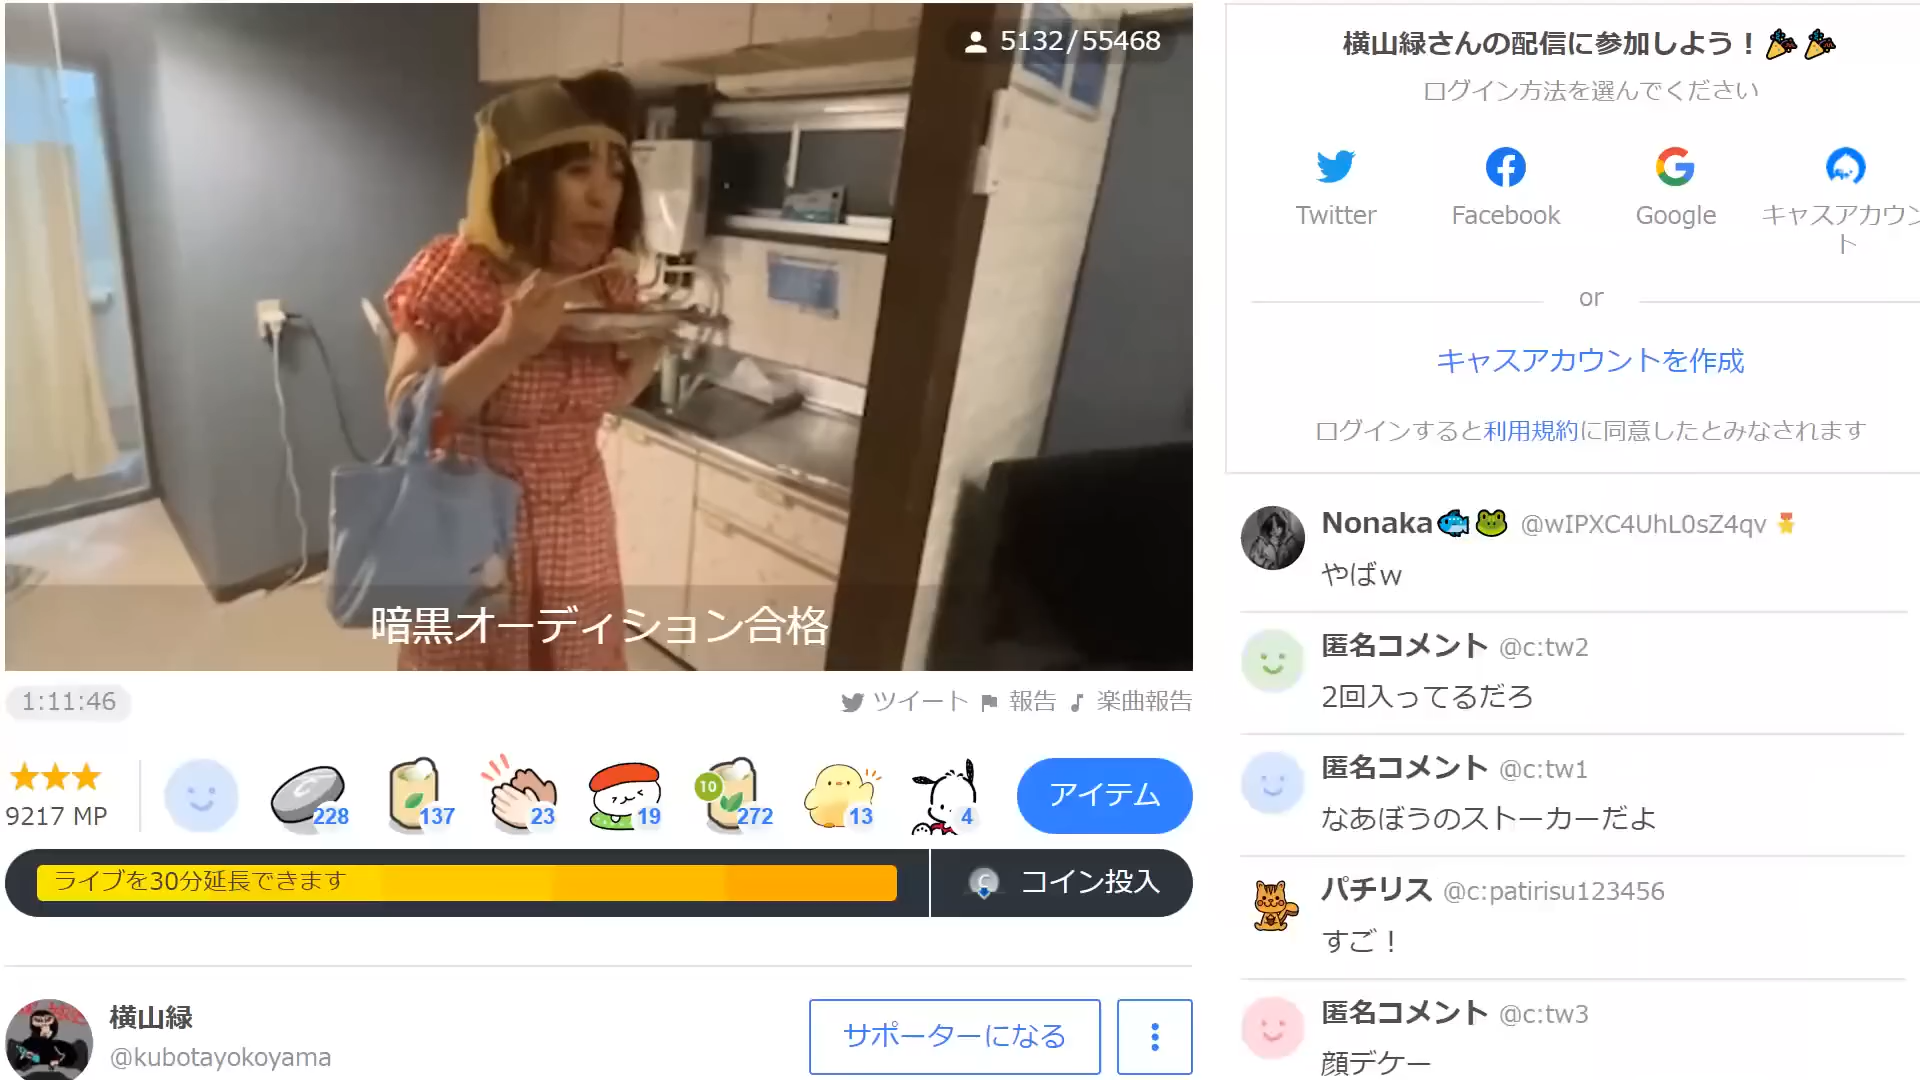 5132/55468
暗黒オーディション合格
1:11:46
ツイート 報告 楽曲報告
9217 MP
228
137
23
19
10
272
13
4
アイテム
ライブを30分延長できます
コイン投入
横山緑
@kubotayokoyama
サポーターになる
横山緑さんの配信に参加しよう！
ログイン方法を選んでください
Twitter
Facebook
Google
キャスアカウン
ト
or
キャスアカウントを作成
ログインすると利用規約に同意したとみなされます
Nonaka @wIPXC4UhL0sZ4qv
やばw
匿名コメント @c:tw2
2回入ってるだろ
匿名コメント @c:tw1
なあぼうのストーカーだよ
パチリス @c:patirisu123456
すご！
匿名コメント @c:tw3
顔デケー